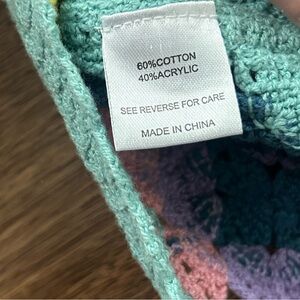 60%COTTON
40%ACRYLIC
SEE REVERSE FOR CARE
MADE IN CHINA